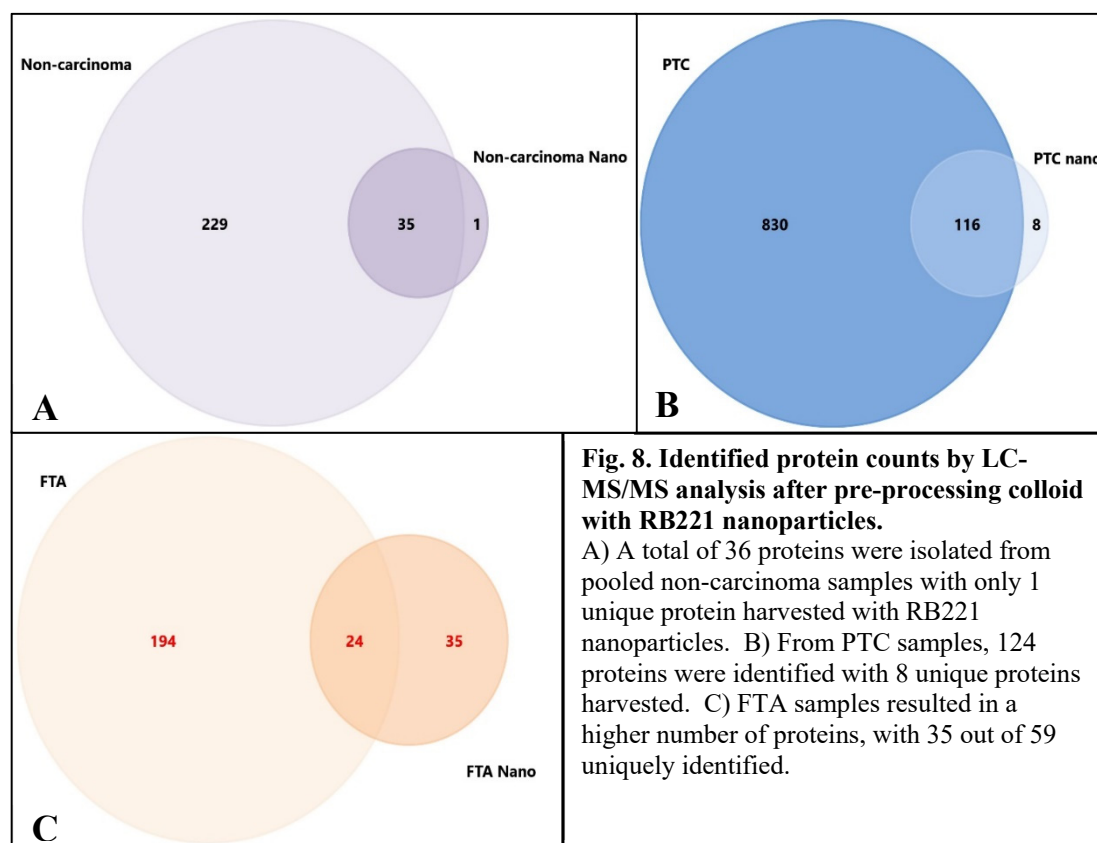 Non-carcinoma
Non-carcinoma Nano
229
35
1
A
PTC
PTC nano
830
116
8
B
FTA
194
24
35
FTA Nano
C
Fig. 8. Identified protein counts by LC-
MS/MS analysis after pre-processing colloid
with RB221 nanoparticles.
A) A total of 36 proteins were isolated from
pooled non-carcinoma samples with only 1
unique protein harvested with RB221
nanoparticles.  B) From PTC samples, 124
proteins were identified with 8 unique proteins
harvested.  C) FTA samples resulted in a
higher number of proteins, with 35 out of 59
uniquely identified.